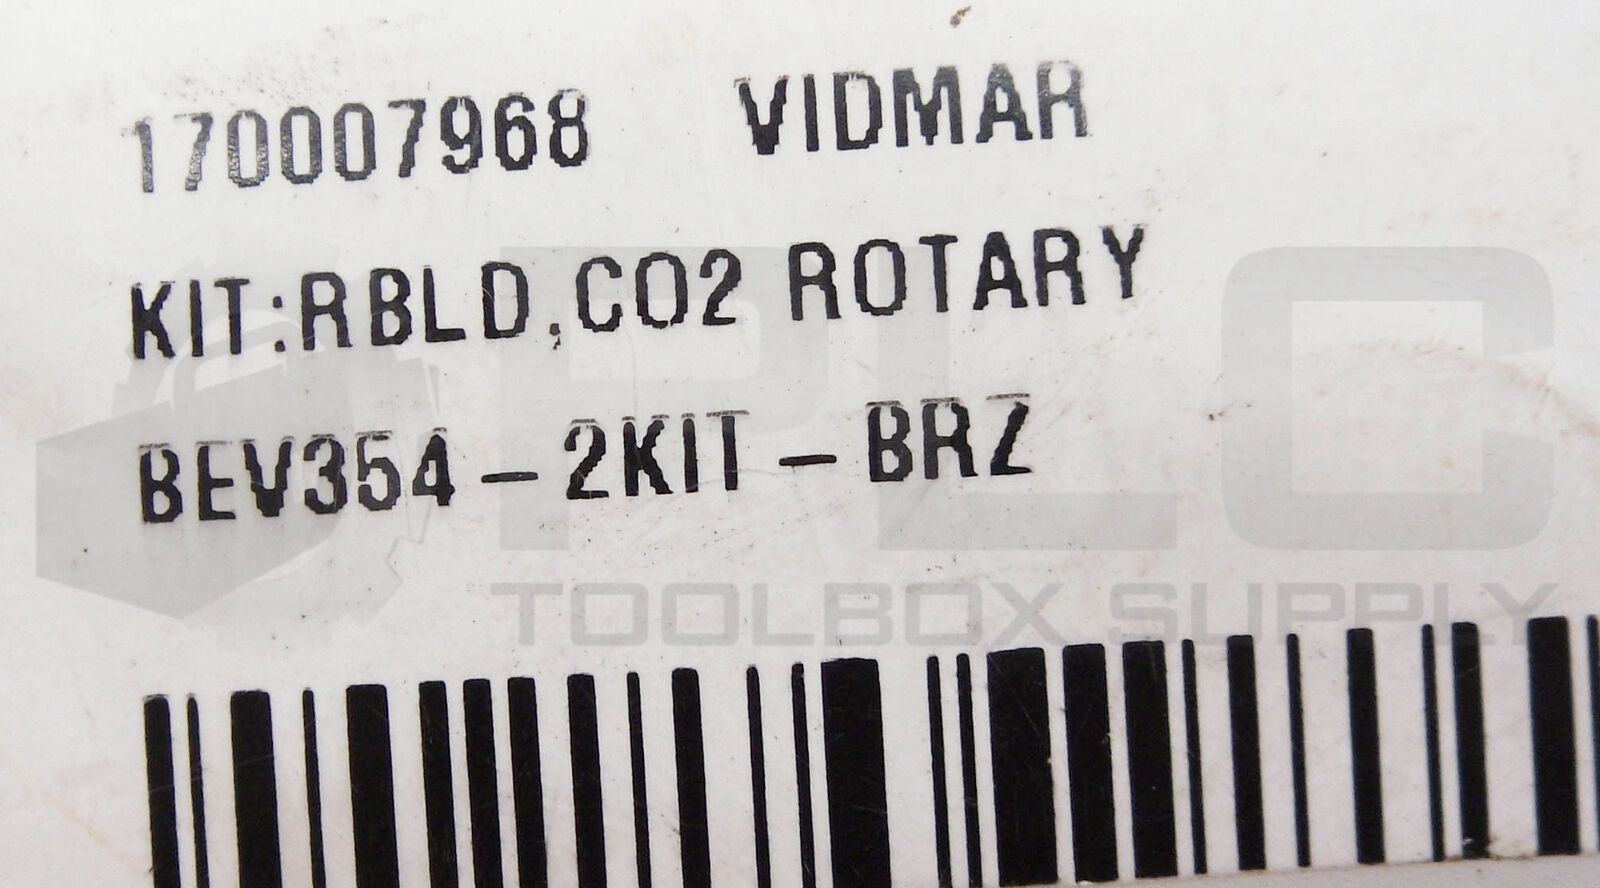 170007968 VIDMAR
KIT:RBLD,CO2 ROTARY
BEV354-2KIT-BRZ
PLC
TOOLBOX SUPPLY